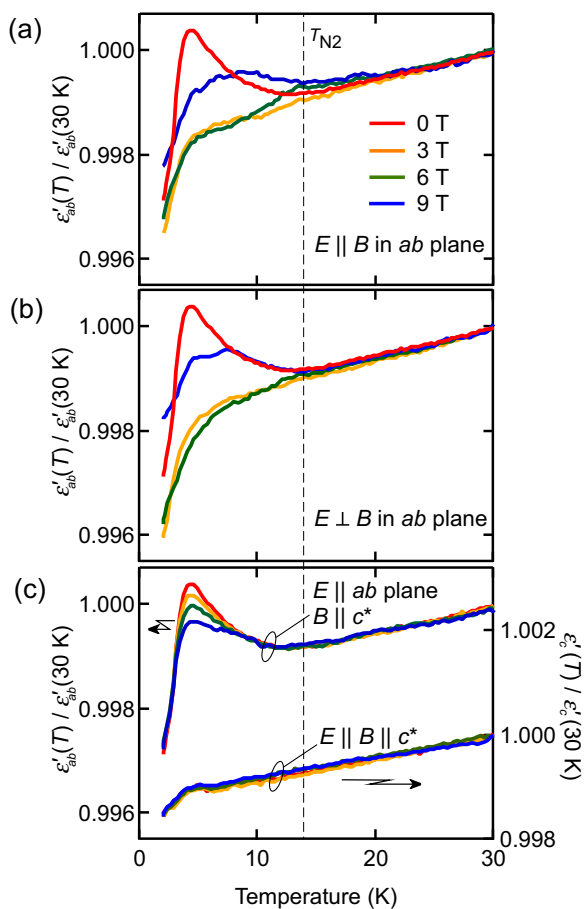 (a)
T_N2
1.000
0.998
0.996
ε′_ab(T) / ε′_ab(30 K)
0 T
3 T
6 T
9 T
E || B in ab plane
(b)
1.000
0.998
0.996
ε′_ab(T) / ε′_ab(30 K)
E ⊥ B in ab plane
(c)
E || ab plane
B || c*
1.000
0.998
0.996
ε′_ab(T) / ε′_ab(30 K)
1.002
1.000
0.998
ε′_c(T) / ε′_c(30 K)
E || B || c*
0 10 20 30
Temperature (K)